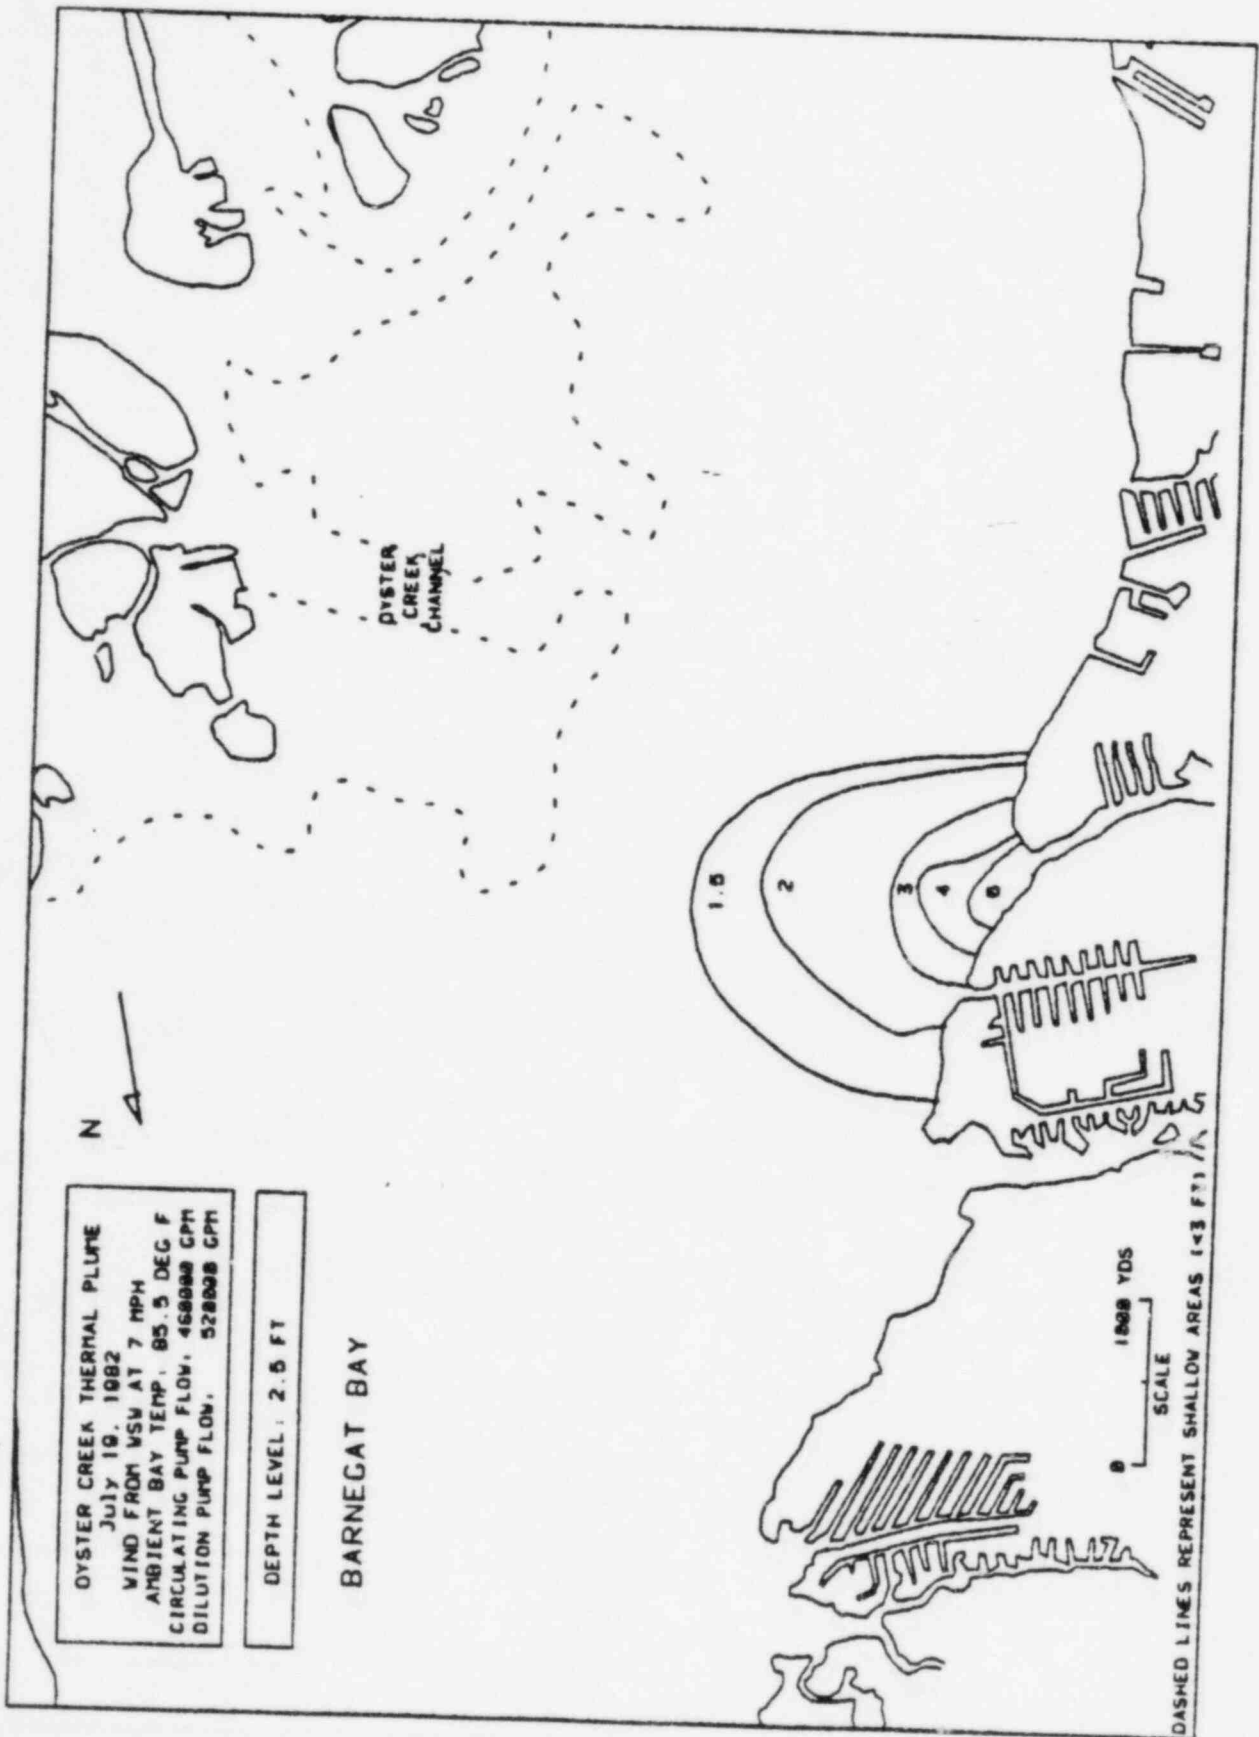 OYSTER CREEK THERMAL PLUME
July 19, 1982
WIND FROM WSW AT 7 MPH
AMBIENT BAY TEMP: 85.5 DEG F
CIRCULATING PUMP FLOW: 460000 GPM
DILUTION PUMP FLOW: 520000 GPM
N
DEPTH LEVEL: 2.5 FT
BARNEGAT BAY
OYSTER
CREEK
CHANNEL
1.5
2
3
4
5
0 1000 YDS
SCALE
DASHED LINES REPRESENT SHALLOW AREAS (<3 FT)